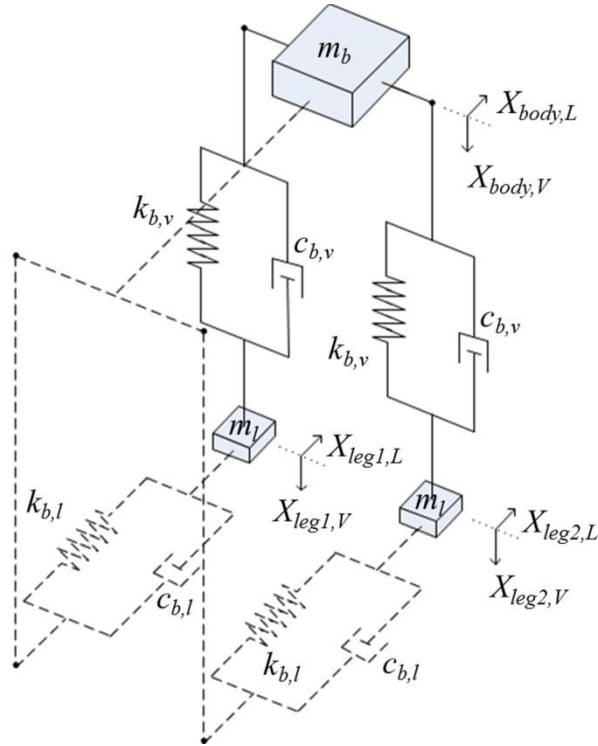 m_b
X_body,L
X_body,V
k_b,v
c_b,v
c_b,v
k_b,v
m_l
X_leg1,L
X_leg1,V
k_b,l
m_l
X_leg2,L
X_leg2,V
c_b,l
k_b,l
c_b,l